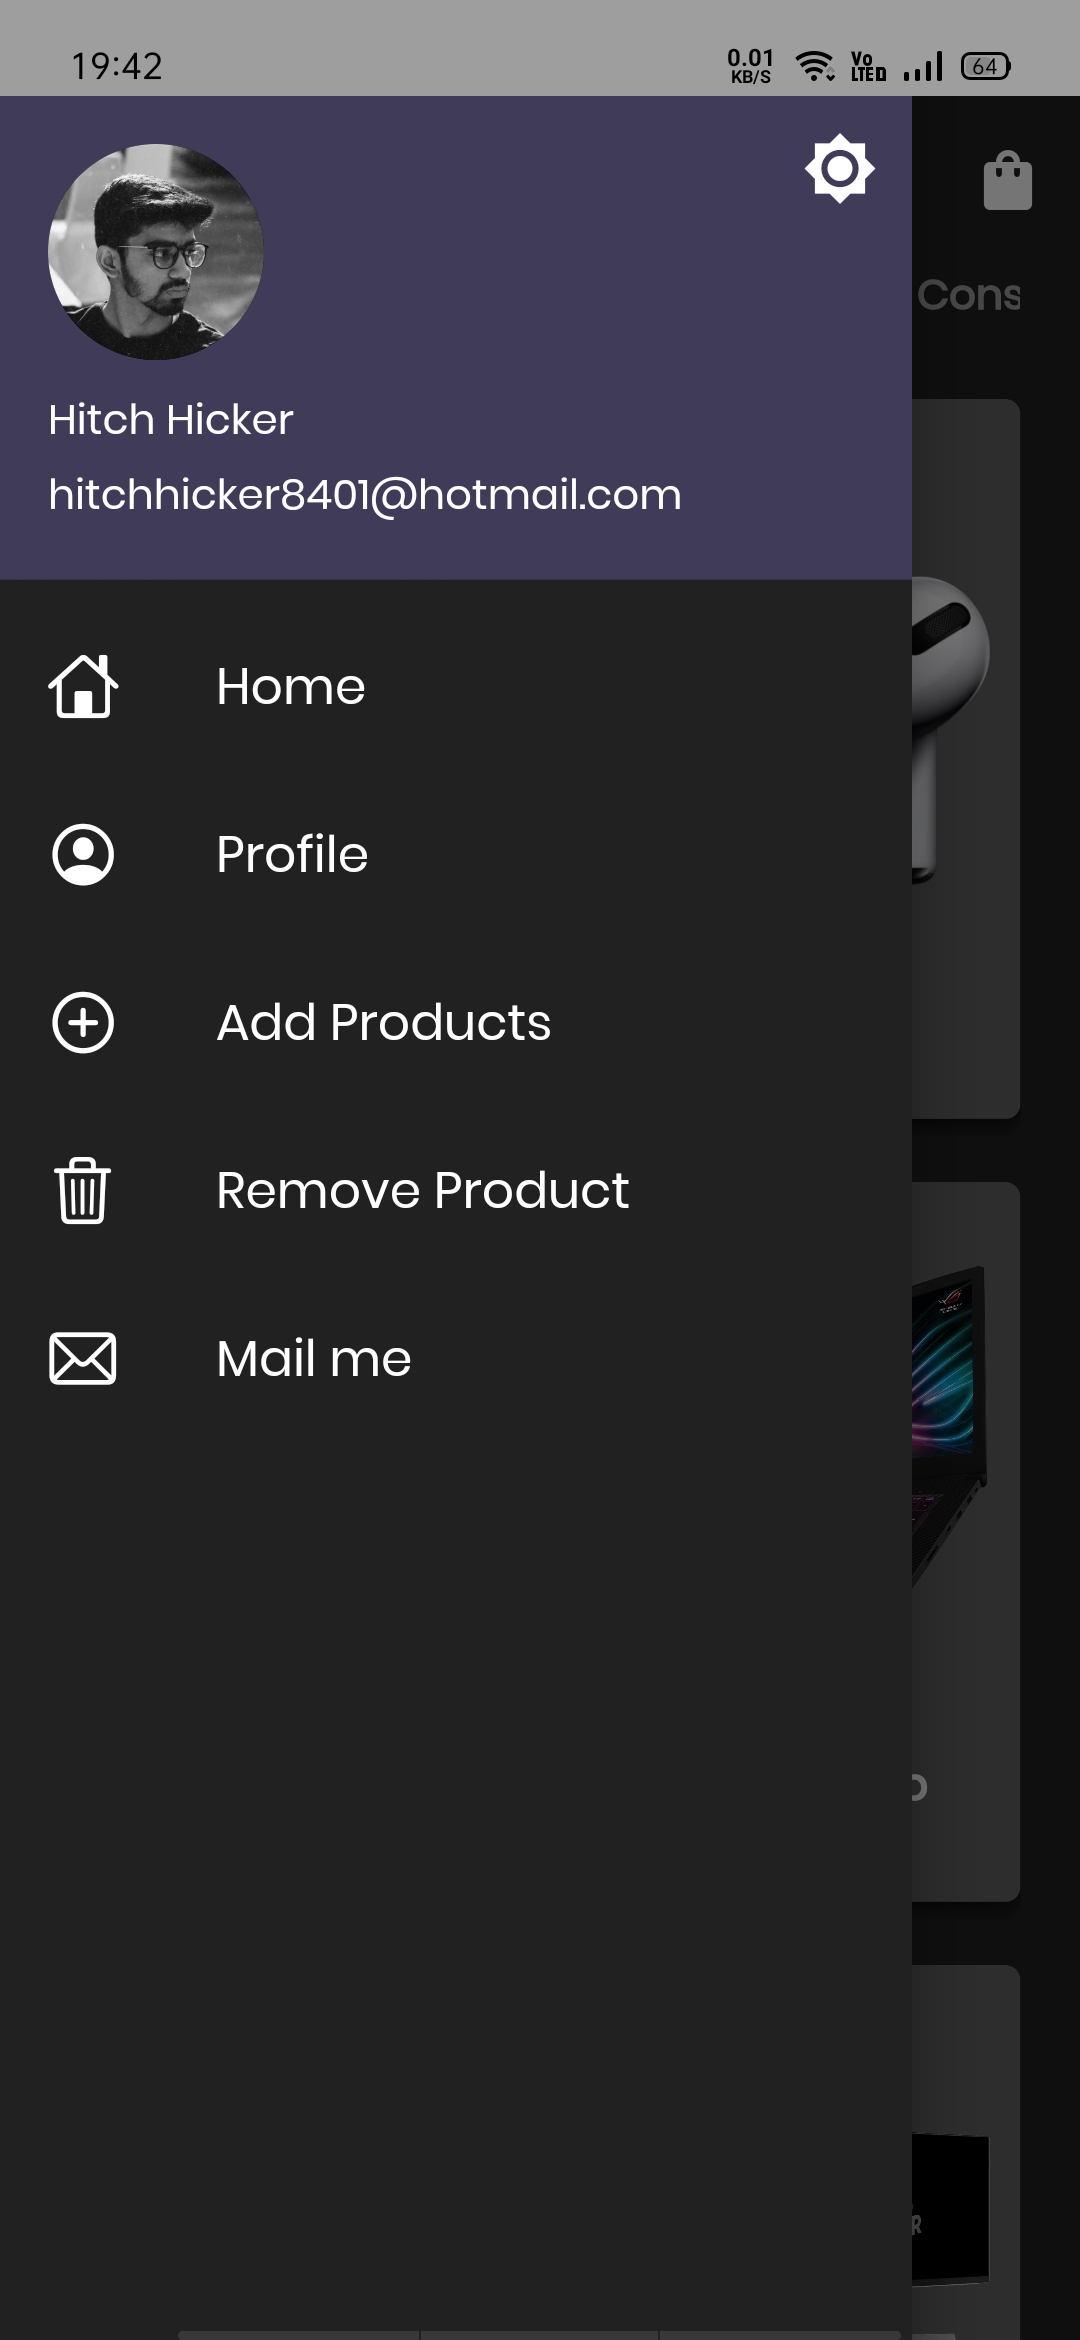 19:42
0.01
KB/S
Vo
LTE
64
Cons
Hitch Hicker
hitchhicker8401@hotmail.com
Home
Profile
Add Products
Remove Product
Mail me